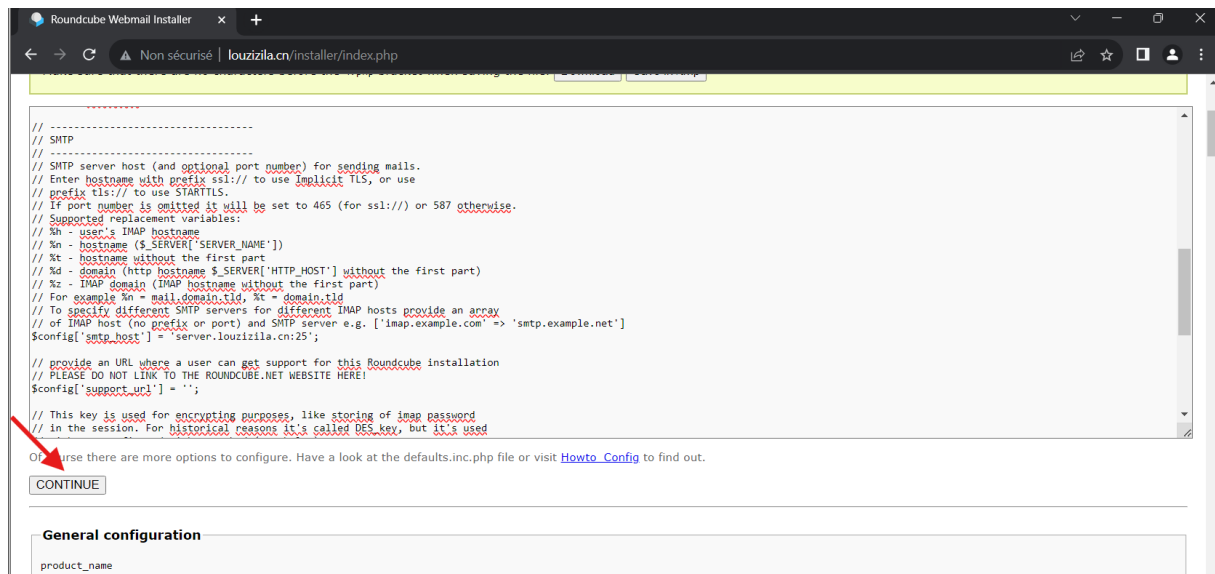 Roundcube Webmail Installer
Non sécurisé | louzizila.cn/installer/index.php
// ----------------------------------
// SMTP
// ----------------------------------
// SMTP server host (and optional port number) for sending mails.
// Enter hostname with prefix ssl:// to use Implicit TLS, or use
// prefix tls:// to use STARTTLS.
// If port number is omitted it will be set to 465 (for ssl://) or 587 otherwise.
// Supported replacement variables:
// %h - user's IMAP hostname
// %n - hostname ($_SERVER['SERVER_NAME'])
// %t - hostname without the first part
// %d - domain (http hostname $_SERVER['HTTP_HOST'] without the first part)
// %z - IMAP domain (IMAP hostname without the first part)
// For example %n = mail.domain.tld, %t = domain.tld
// To specify different SMTP servers for different IMAP hosts provide an array
// of IMAP host (no prefix or port) and SMTP server e.g. ['imap.example.com' => 'smtp.example.net']
$config['smtp_host'] = 'server.louzizila.cn:25';
// provide an URL where a user can get support for this Roundcube installation
// PLEASE DO NOT LINK TO THE ROUNDCUBE.NET WEBSITE HERE!
$config['support_url'] = '';
// This key is used for encrypting purposes, like storing of imap password
// in the session. For historical reasons it's called DES_key, but it's used
Of course there are more options to configure. Have a look at the defaults.inc.php file or visit Howto_Config to find out.
CONTINUE
General configuration
product_name